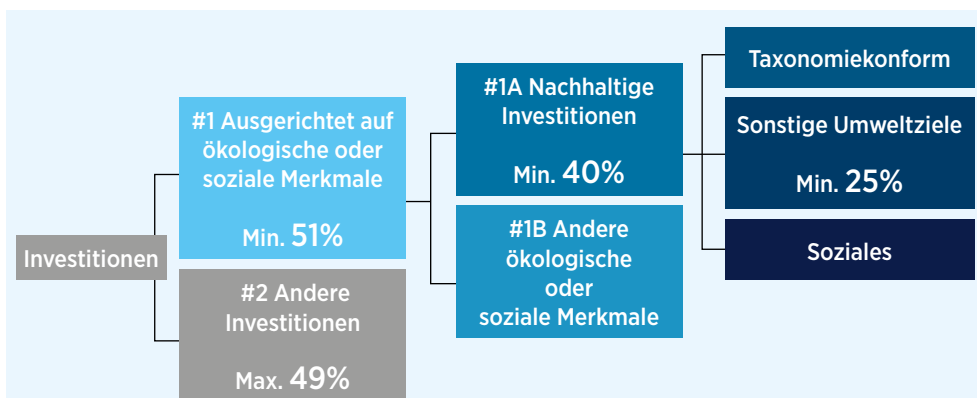 Investitionen
#1 Ausgerichtet auf
ökologische oder
soziale Merkmale
Min. 51%
#2 Andere
Investitionen
Max. 49%
#1A Nachhaltige
Investitionen
Min. 40%
#1B Andere
ökologische
oder
soziale Merkmale
Taxonomiekonform
Sonstige Umweltziele
Min. 25%
Soziales